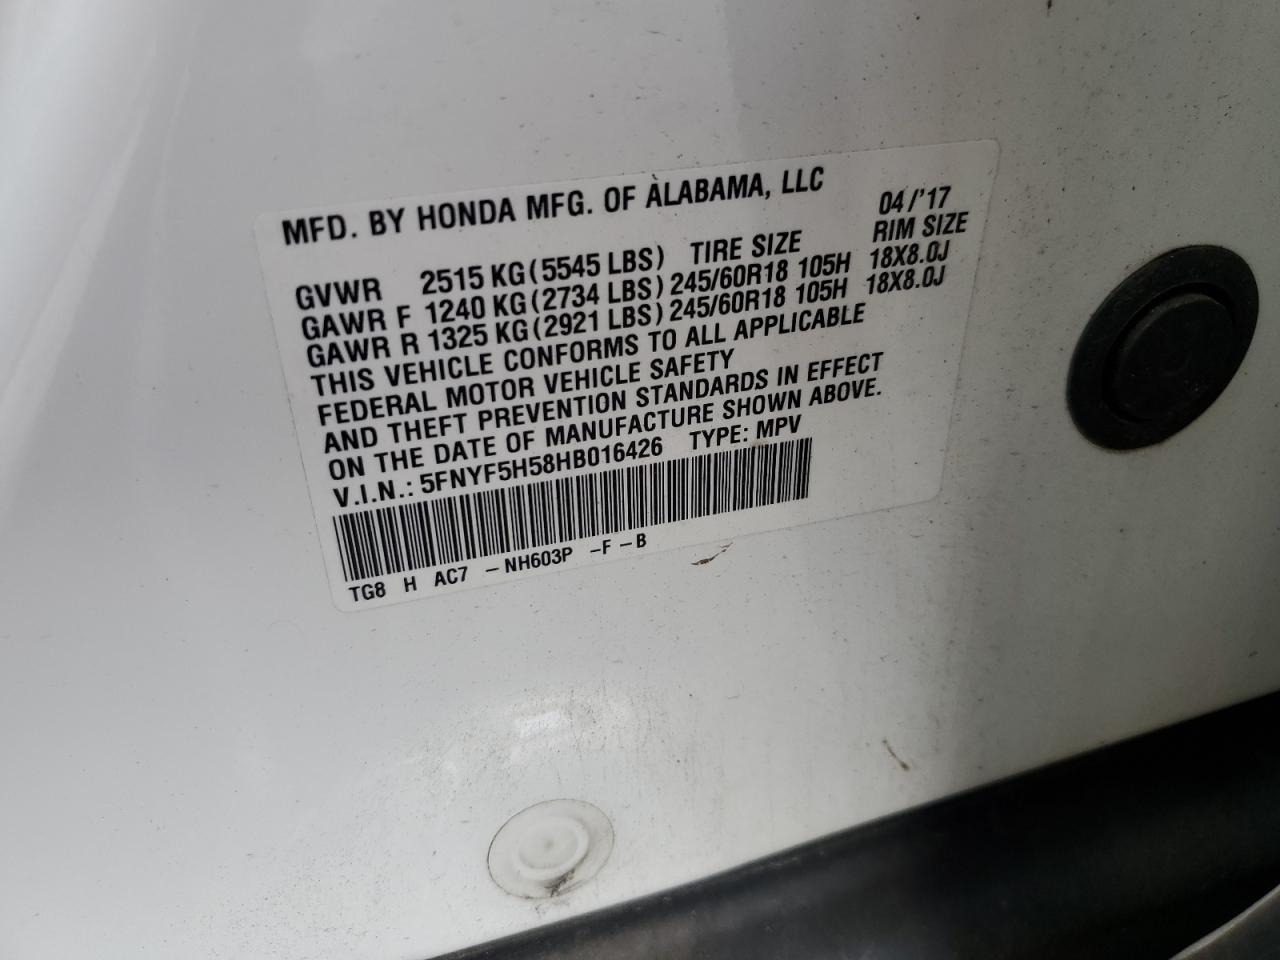 MFD. BY HONDA MFG. OF ALABAMA, LLC 04/'17
GVWR 2515 KG (5545 LBS) TIRE SIZE RIM SIZE
GAWR F 1240 KG (2734 LBS) 245/60R18 105H 18X8.0J
GAWR R 1325 KG (2921 LBS) 245/60R18 105H 18X8.0J
THIS VEHICLE CONFORMS TO ALL APPLICABLE
FEDERAL MOTOR VEHICLE SAFETY
AND THEFT PREVENTION STANDARDS IN EFFECT
ON THE DATE OF MANUFACTURE SHOWN ABOVE.
V.I.N.: 5FNYF5H58HB016426 TYPE: MPV
TG8 H AC7 -NH603P -F -B